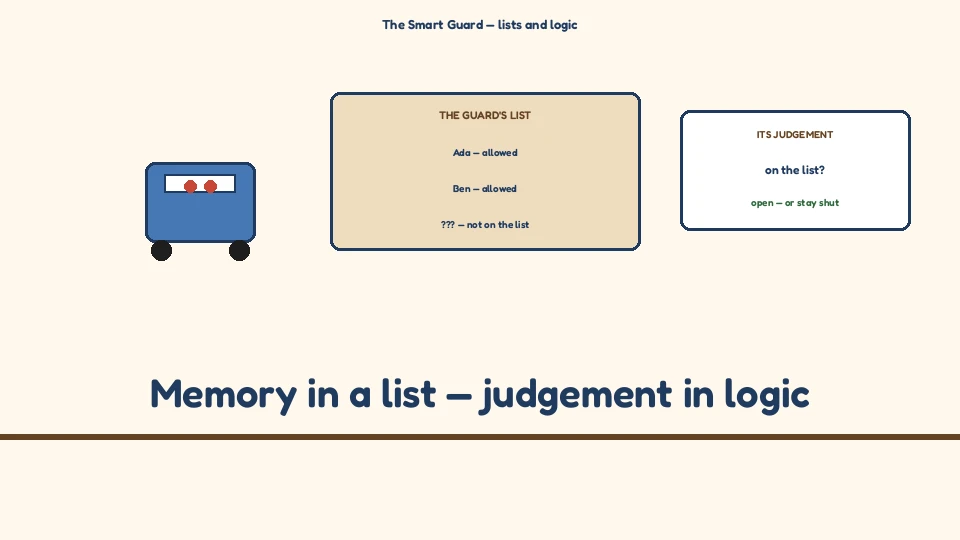 The Smart Guard — lists and logic
THE GUARD'S LIST
Ada — allowed
Ben — allowed
??? — not on the list
ITS JUDGEMENT
on the list?
open — or stay shut
Memory in a list — judgement in logic